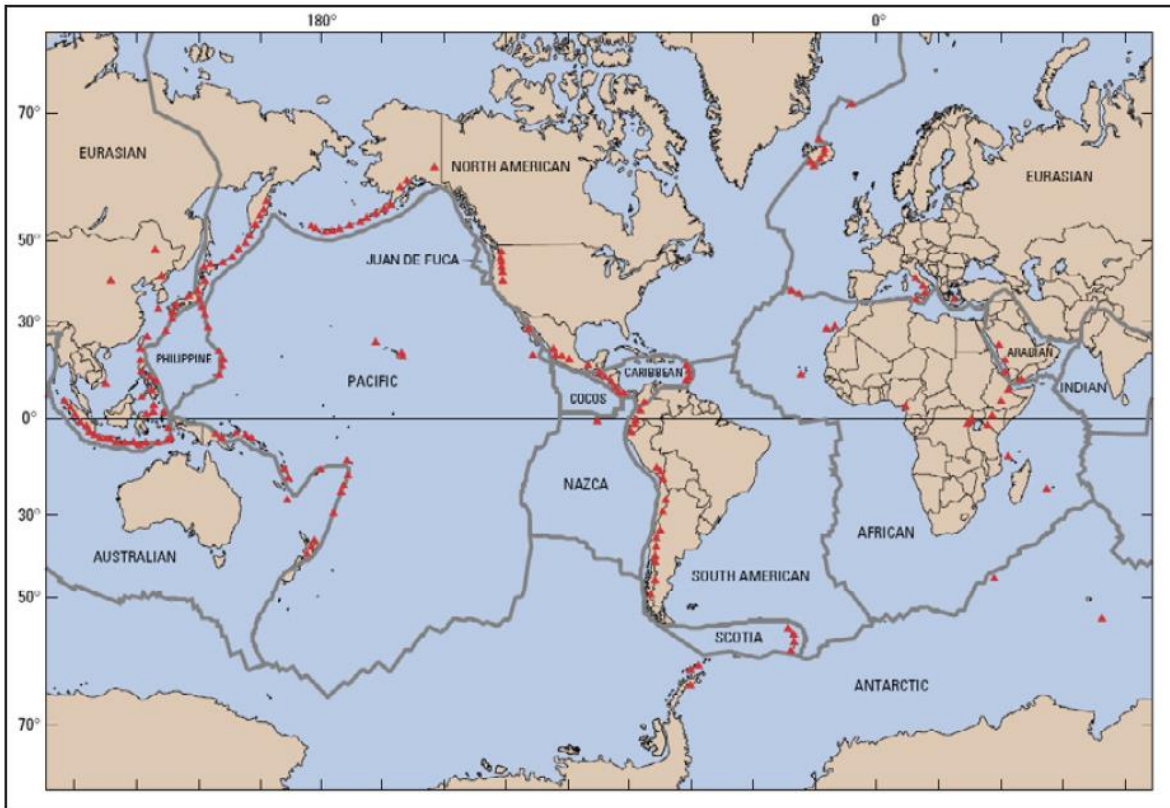 180° 0°
70°
EURASIAN
NORTH AMERICAN
EURASIAN
50°
JUAN DE FUCA
30°
PHILIPPINE
PACIFIC
CARIBBEAN
ARABIAN
INDIAN
COCOS
0°
NAZCA
30°
AUSTRALIAN
AFRICAN
SOUTH AMERICAN
50°
SCOTIA
ANTARCTIC
70°